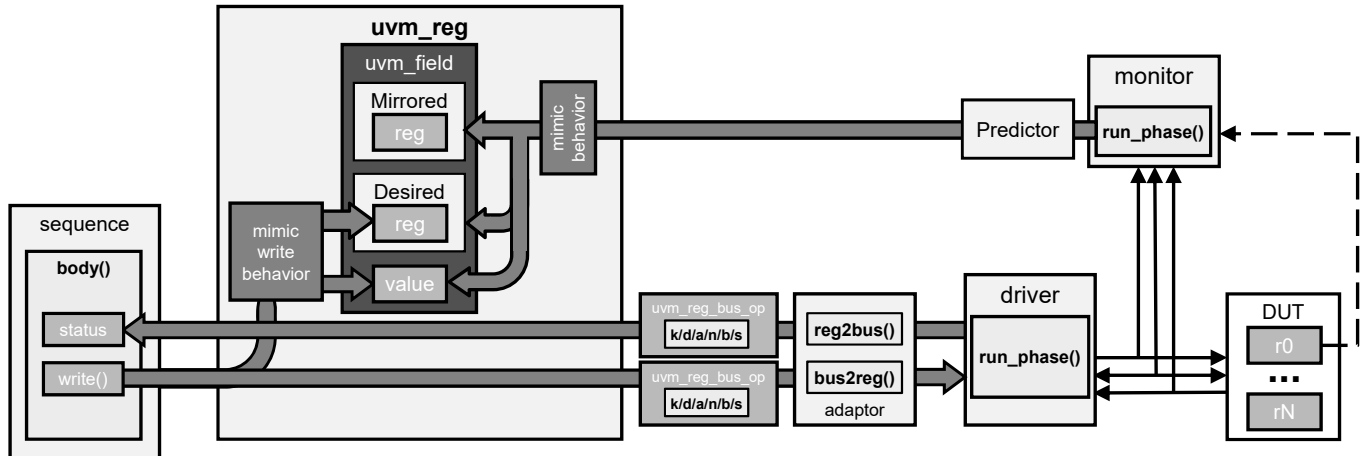 uvm_reg
uvm_field
Mirrored
reg
mimic
behavior
Desired
reg
value
mimic
write
behavior
sequence
body()
status
write()
uvm_reg_bus_op
k/d/a/n/b/s
uvm_reg_bus_op
k/d/a/n/b/s
reg2bus()
bus2reg()
adaptor
driver
run_phase()
Predictor
monitor
run_phase()
DUT
r0
...
rN